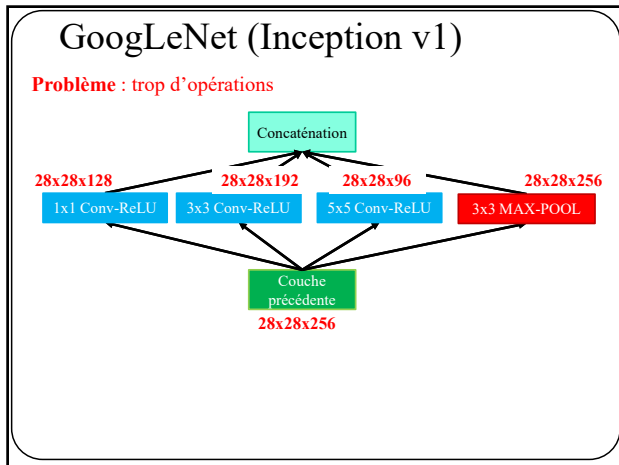 GoogLeNet (Inception v1)
Problème : trop d'opérations
Concaténation
28x28x128 28x28x192 28x28x96 28x28x256
1x1 Conv-ReLU 3x3 Conv-ReLU 5x5 Conv-ReLU 3x3 MAX-POOL
Couche
précédente
28x28x256